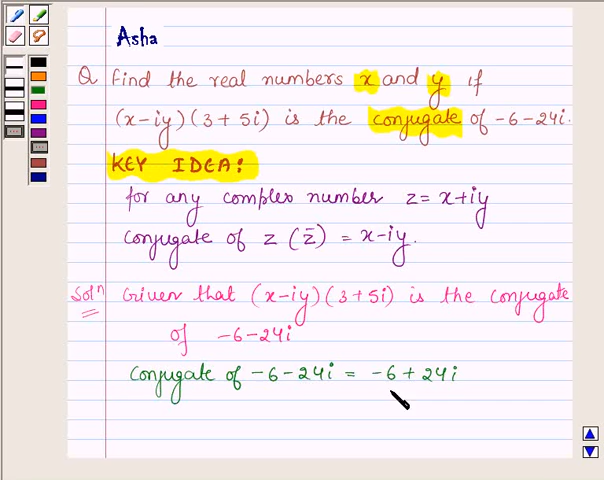 Asha
Q Find the real numbers x and y if
(x-iy)(3+5i) is the conjugate of -6-24i.
KEY IDEA:
for any complex number z=x+iy
conjugate of z (z̄) = x-iy.
Solⁿ Given that (x-iy)(3+5i) is the conjugate
of -6-24i
Conjugate of -6-24i = -6+24i